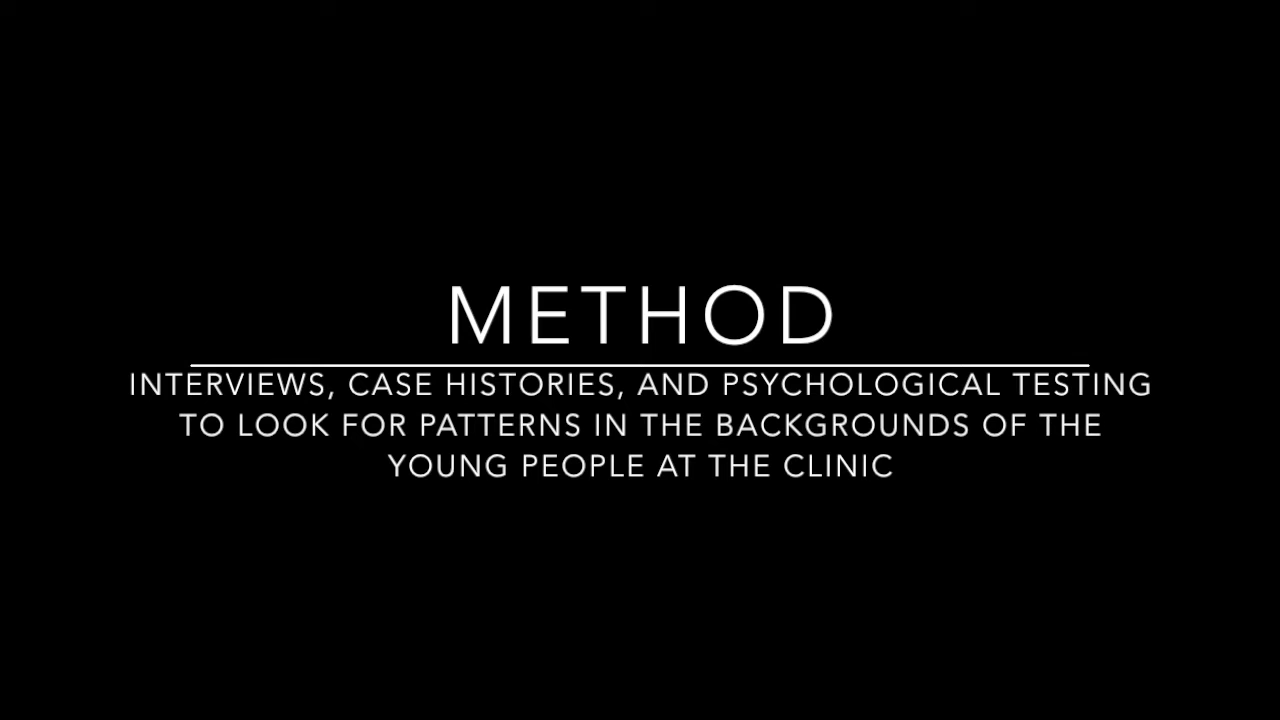 METHOD
INTERVIEWS, CASE HISTORIES, AND PSYCHOLOGICAL TESTING
TO LOOK FOR PATTERNS IN THE BACKGROUNDS OF THE
YOUNG PEOPLE AT THE CLINIC